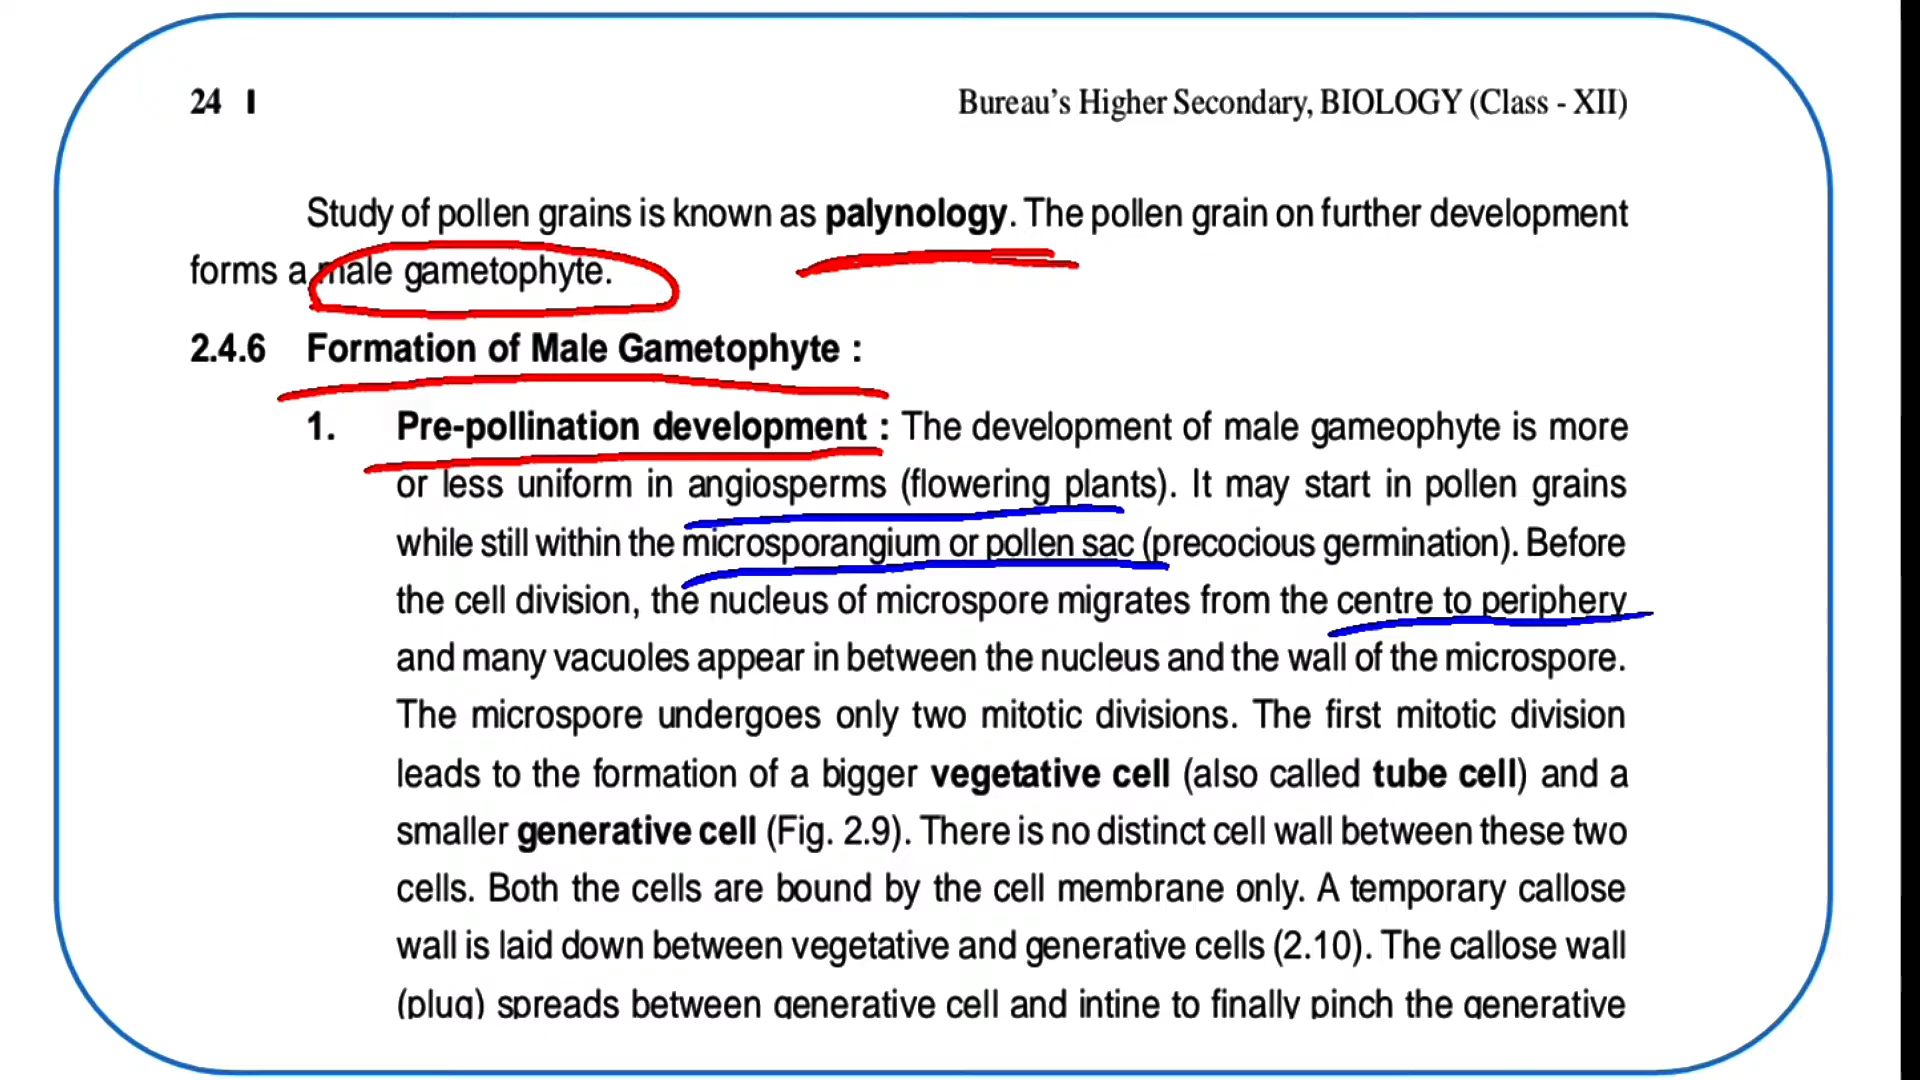 24 I Bureau's Higher Secondary, BIOLOGY (Class - XII)
Study of pollen grains is known as palynology. The pollen grain on further development
forms a male gametophyte.
2.4.6 Formation of Male Gametophyte :
1. Pre-pollination development : The development of male gameophyte is more
or less uniform in angiosperms (flowering plants). It may start in pollen grains
while still within the microsporangium or pollen sac (precocious germination). Before
the cell division, the nucleus of microspore migrates from the centre to periphery
and many vacuoles appear in between the nucleus and the wall of the microspore.
The microspore undergoes only two mitotic divisions. The first mitotic division
leads to the formation of a bigger vegetative cell (also called tube cell) and a
smaller generative cell (Fig. 2.9). There is no distinct cell wall between these two
cells. Both the cells are bound by the cell membrane only. A temporary callose
wall is laid down between vegetative and generative cells (2.10). The callose wall
(plug) spreads between generative cell and intine to finally pinch the generative